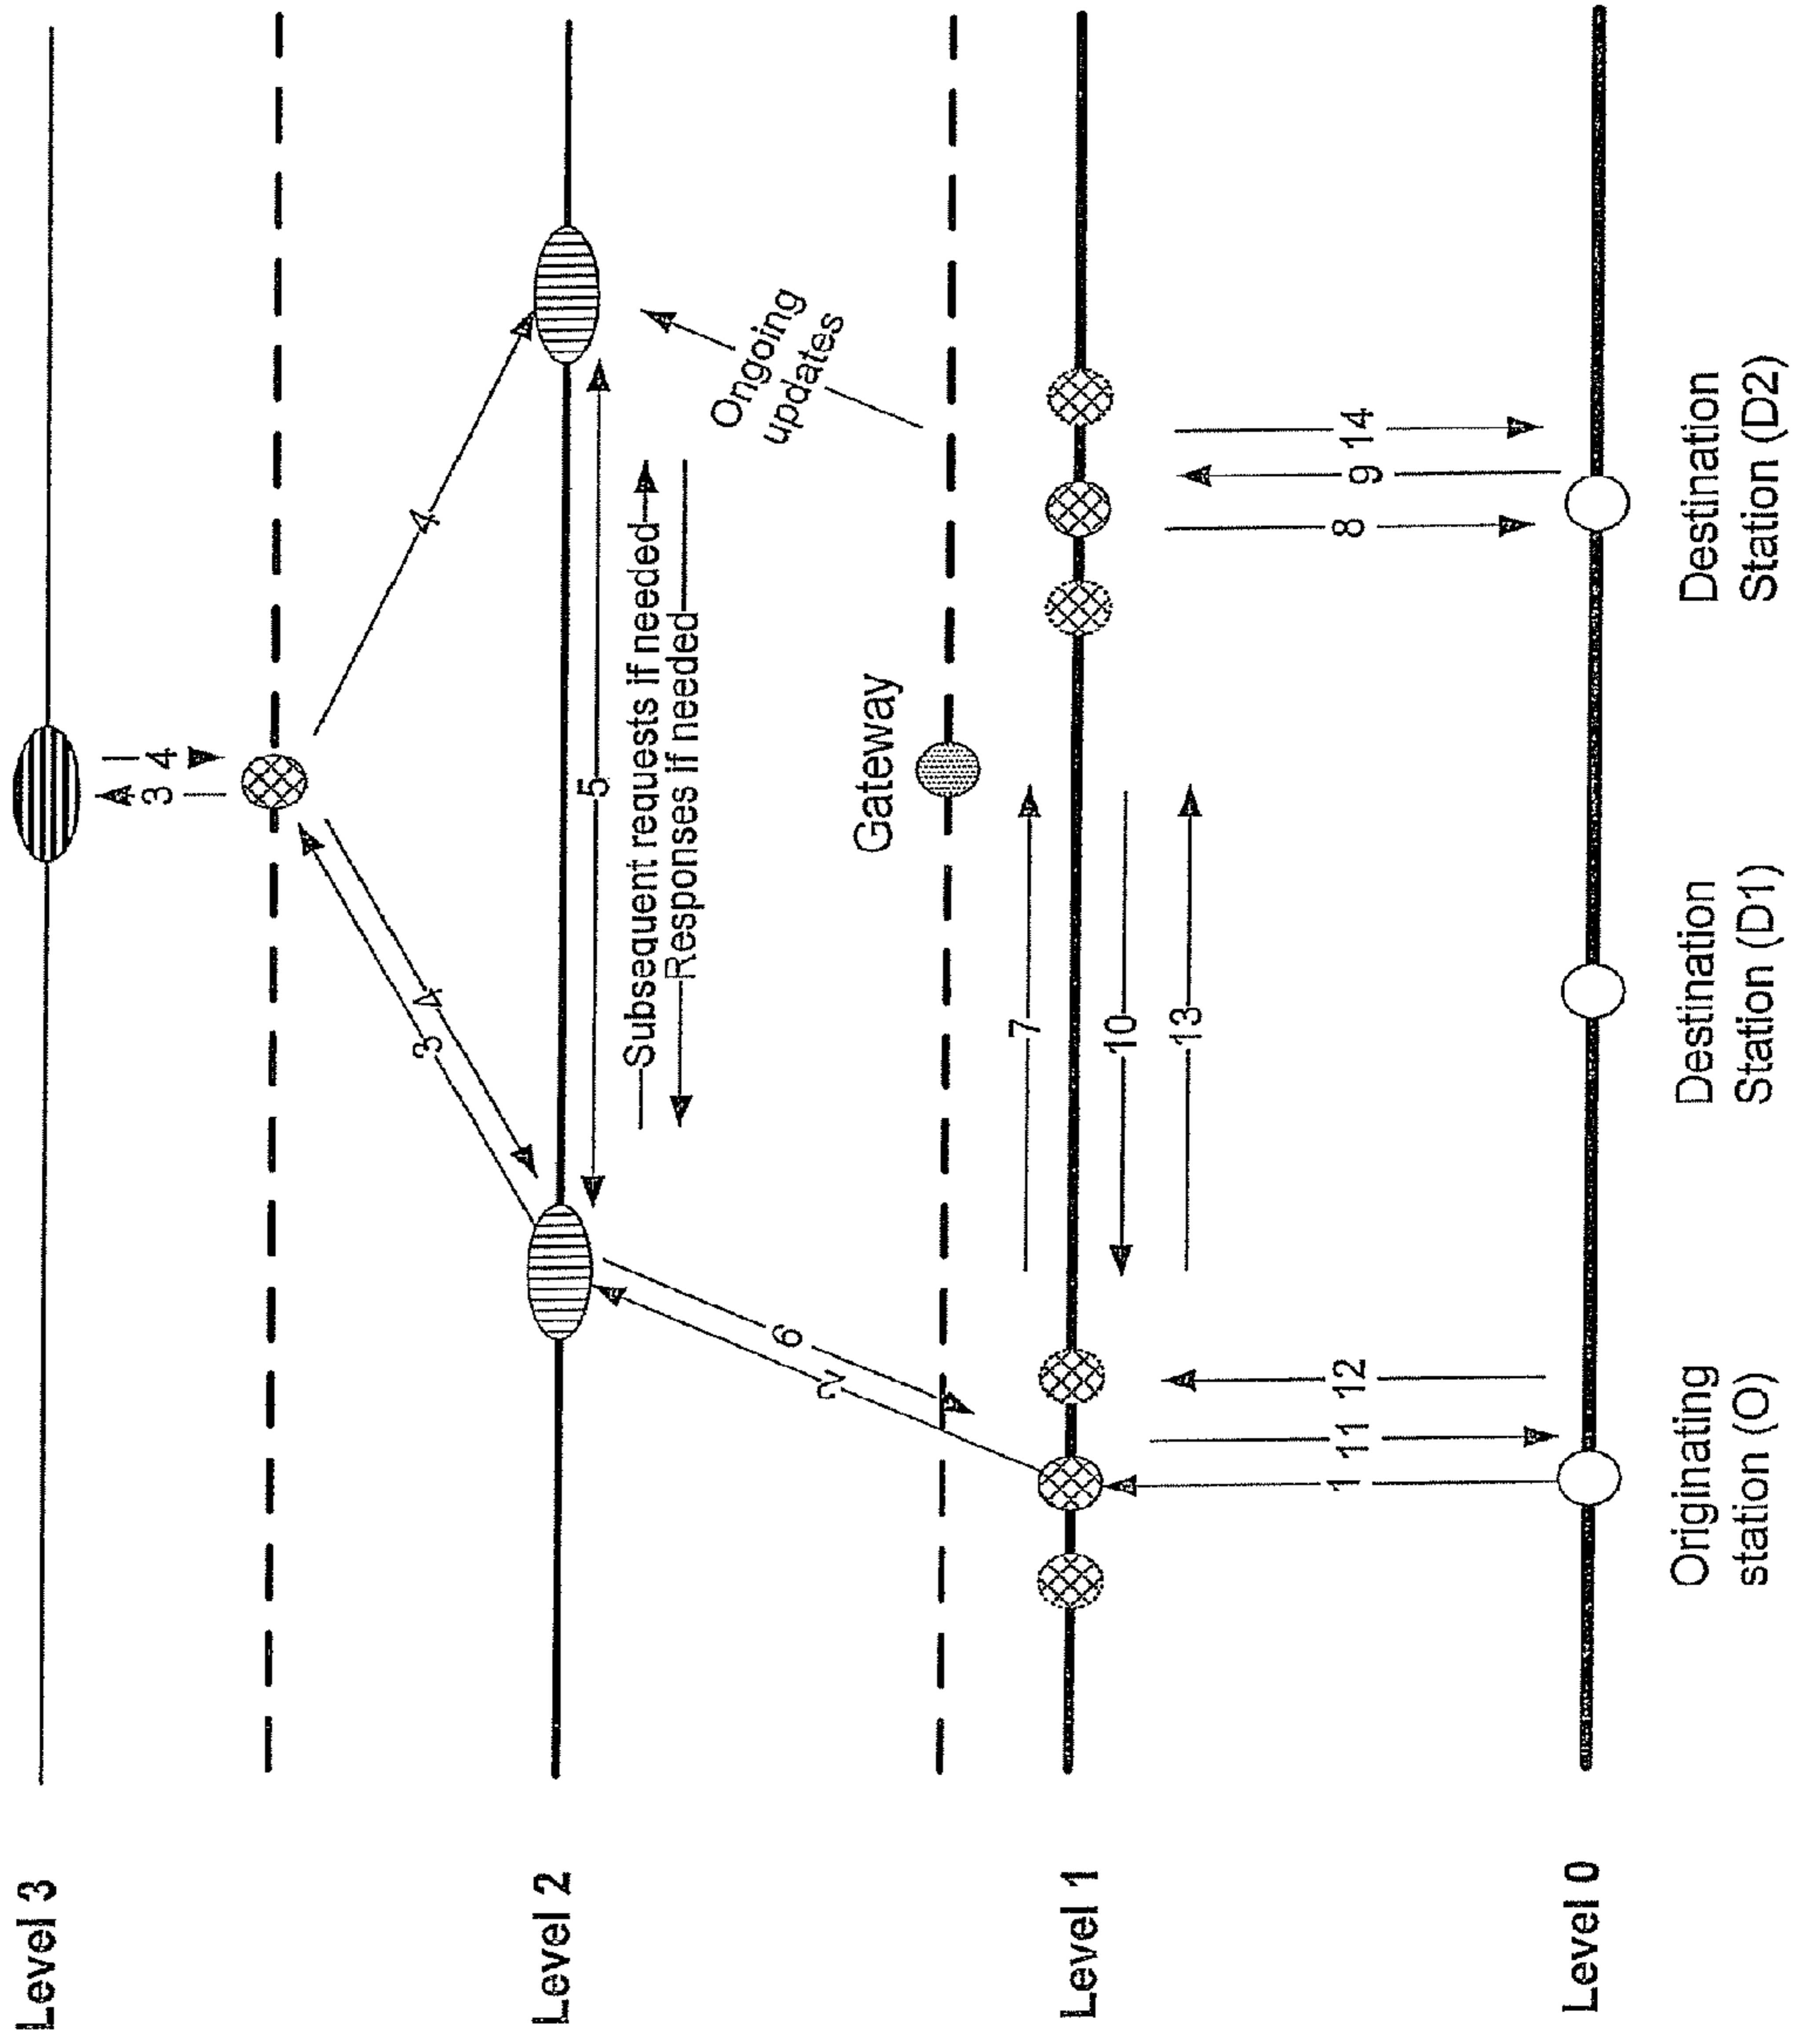 Level 3
3
4
3
4
4
Level 2
5
Subsequent requests if needed
Responses if needed
Ongoing
updates
2
6
Gateway
Level 1
7
10
13
1
11
12
8
9
14
Level 0
Originating
station (O)
Destination
Station (D1)
Destination
Station (D2)